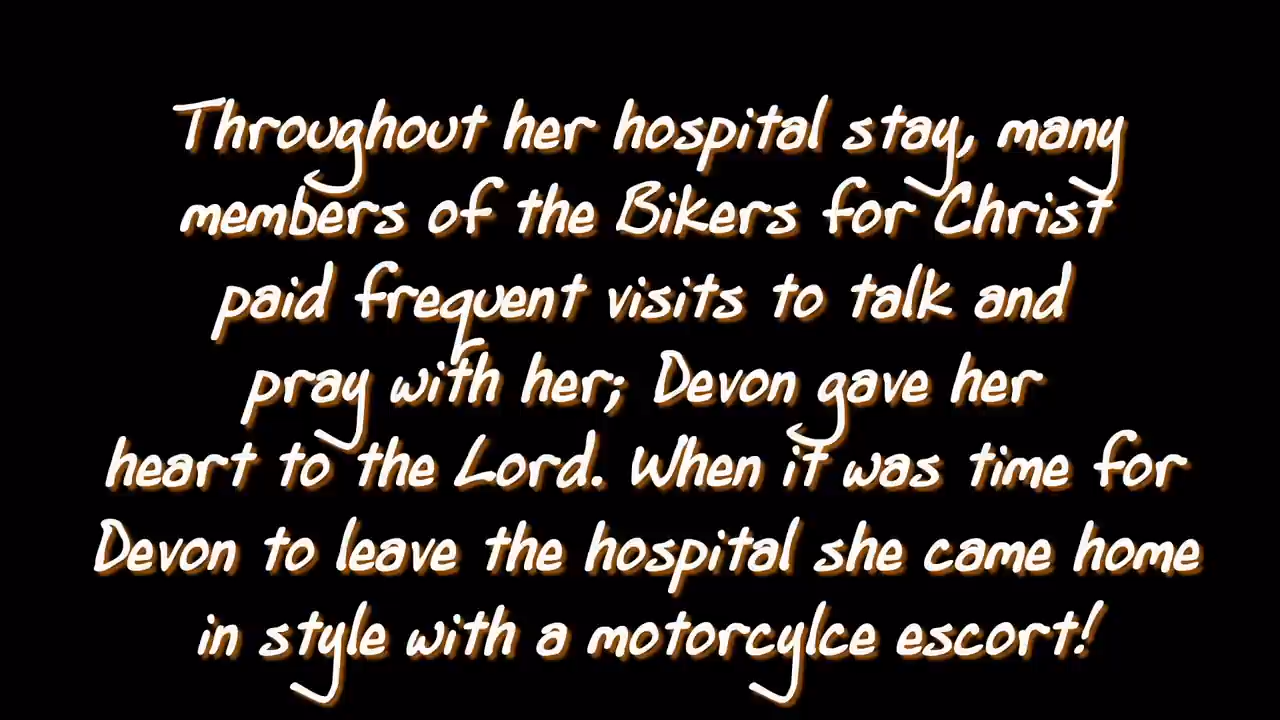 Throughout her hospital stay, many
members of the Bikers for Christ
paid frequent visits to talk and
pray with her; Devon gave her
heart to the Lord. When it was time for
Devon to leave the hospital she came home
in style with a motorcylce escort!